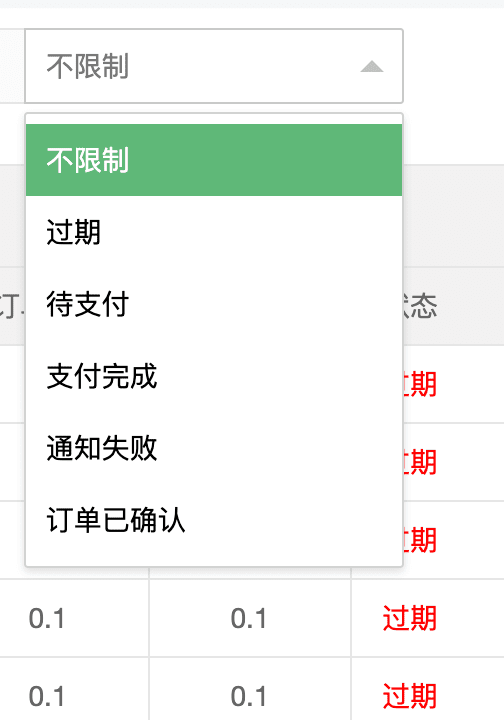 不限制
不限制
过期
待支付
支付完成
通知失败
订单已确认
态
过期
过期
过期
0.1 0.1 过期
0.1 0.1 过期